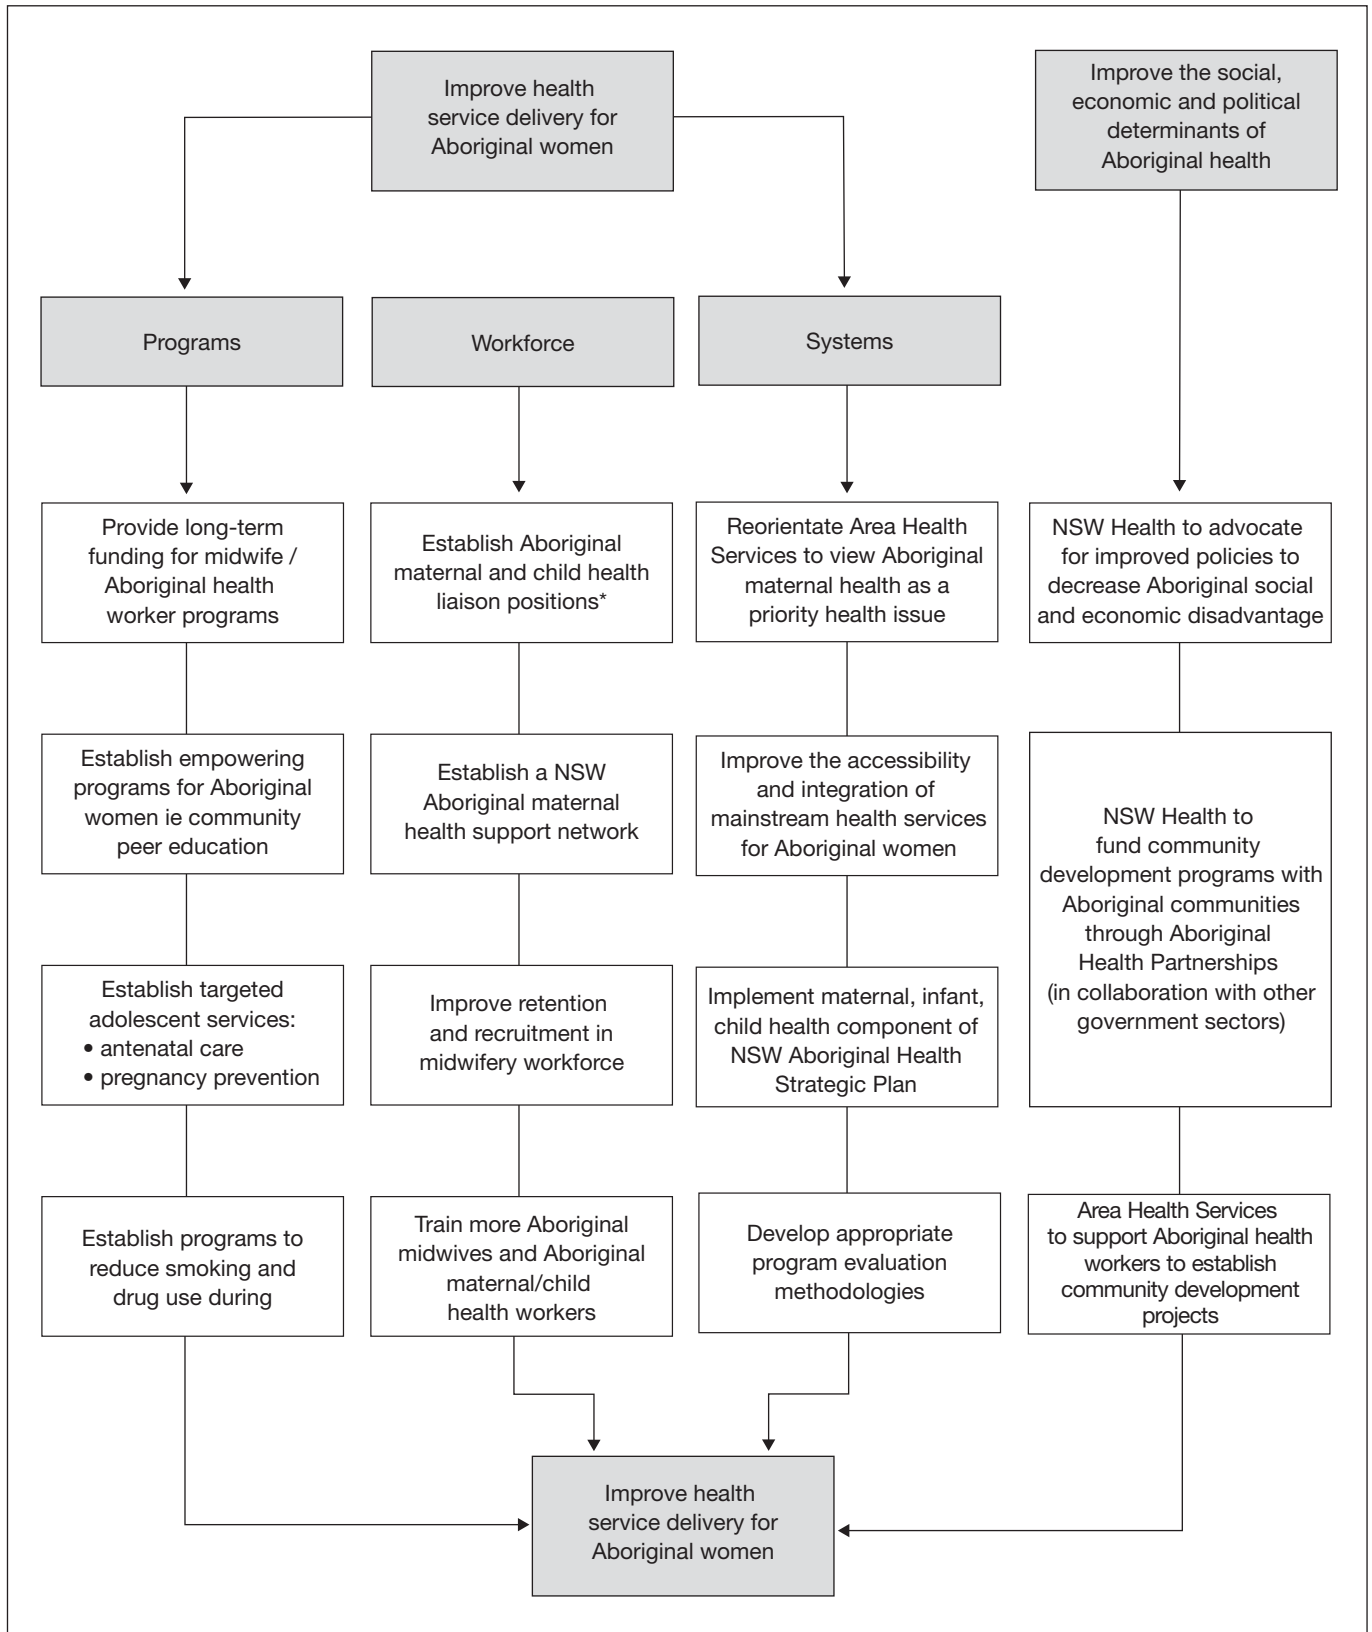 Improve health
service delivery for
Aboriginal women
Improve the social,
economic and political
determinants of
Aboriginal health
Programs
Workforce
Systems
Provide long-term
funding for midwife /
Aboriginal health
worker programs
Establish Aboriginal
maternal and child health
liaison positions*
Reorientate Area Health
Services to view Aboriginal
maternal health as a
priority health issue
NSW Health to advocate
for improved policies to
decrease Aboriginal social
and economic disadvantage
Establish empowering
programs for Aboriginal
women ie community
peer education
Establish a NSW
Aboriginal maternal
health support network
Improve the accessibility
and integration of
mainstream health services
for Aboriginal women
NSW Health to
fund community
development programs with
Aboriginal communities
through Aboriginal
Health Partnerships
(in collaboration with other
government sectors)
Establish targeted
adolescent services:
• antenatal care
• pregnancy prevention
Improve retention
and recruitment in
midwifery workforce
Implement maternal, infant,
child health component of
NSW Aboriginal Health
Strategic Plan
Establish programs to
reduce smoking and
drug use during
Train more Aboriginal
midwives and Aboriginal
maternal/child
health workers
Develop appropriate
program evaluation
methodologies
Area Health Services
to support Aboriginal health
workers to establish
community development
projects
Improve health
service delivery for
Aboriginal women